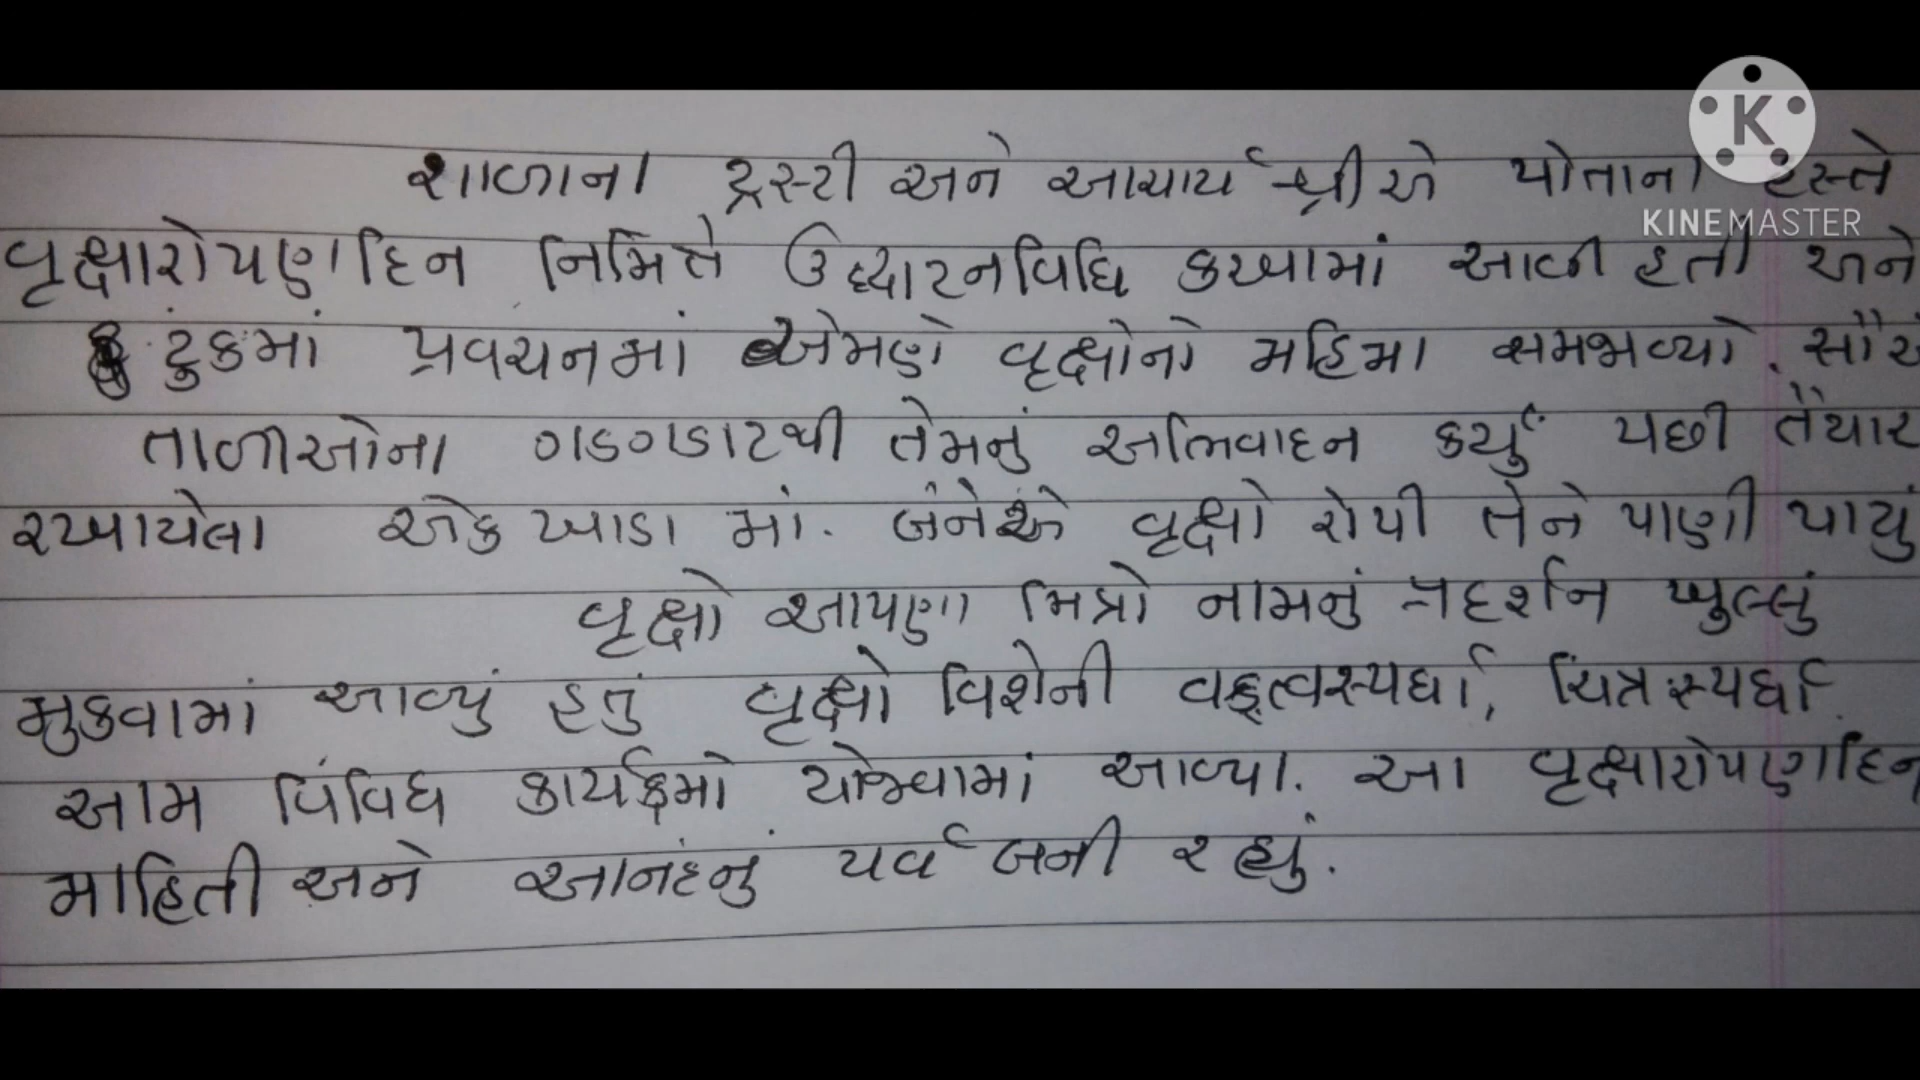 શાળાના ટ્રસ્ટી અને આચાર્યશ્રીએ પોતાના હસ્તે
KINEMASTER
વૃક્ષારોપણદિન નિમિત્તે ઉદ્ઘાટનવિધિ કરવામાં આવી હતી અને
ટુંકમાં પ્રવચનમાં એમણે વૃક્ષોનો મહિમા સમજાવ્યો. સૌએ
તાળીઓના ગડગડાટથી તેમનું અભિવાદન કર્યું પછી તૈયાર
રખાયેલા એક ખાડા માં. બંનેએ વૃક્ષો રોપી તેને પાણી પાયું
વૃક્ષો આપણા મિત્રો નામનું પ્રદર્શન ખુલ્લું
મુકવામાં આવ્યું હતું વૃક્ષો વિશેની વક્તૃત્વસ્પર્ધા, ચિત્રસ્પર્ધા
આમ વિવિધ કાર્યક્રમો યોજવામાં આવ્યા. આ વૃક્ષારોપણદિન
માહિતી અને આનંદનું પર્વ બની રહ્યું.